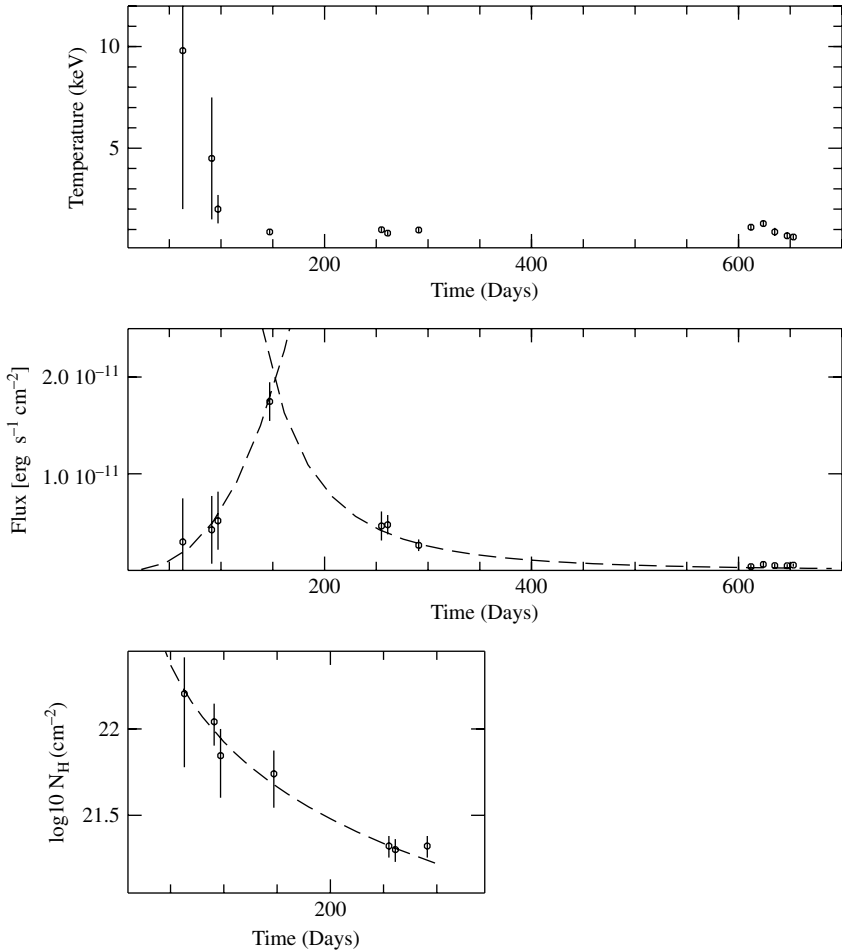 Temperature (keV)
10
5
200
400
600
Time (Days)
Flux [erg s⁻¹ cm⁻²]
2.0 10⁻¹¹
1.0 10⁻¹¹
200
400
600
Time (Days)
log10 N_H (cm⁻²)
22
21.5
200
Time (Days)